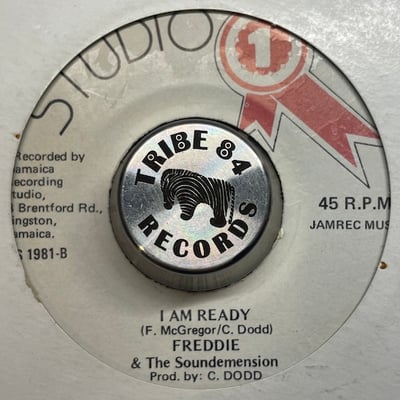 STUDIO
1
Recorded by
Jamaica
Recording
Studio,
Brentford Rd.,
Kingston,
Jamaica.
S 1981-B
TRIBE 84
RECORDS
45 R.P.M
JAMREC MUS
I AM READY
(F. McGregor/C. Dodd)
FREDDIE
& The Soundemension
Prod. by: C. DODD